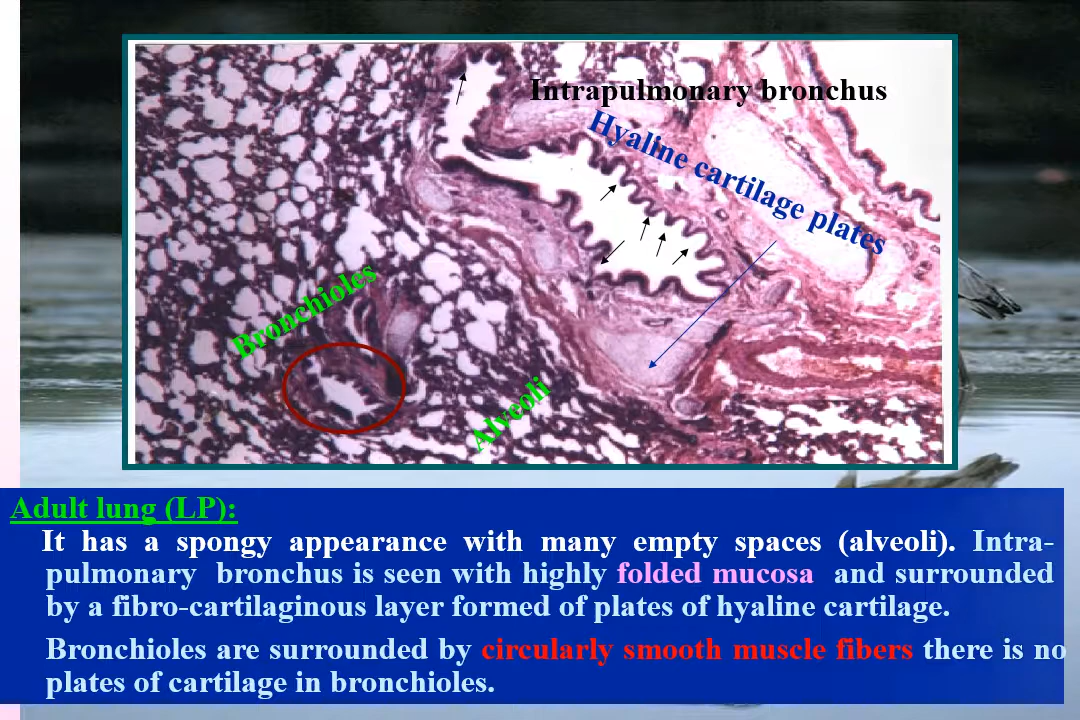 Intrapulmonary bronchus
Hyaline cartilage plates
Bronchioles
Alveoli
Adult lung (LP):
It has a spongy appearance with many empty spaces (alveoli). Intra-
pulmonary bronchus is seen with highly folded mucosa and surrounded
by a fibro-cartilaginous layer formed of plates of hyaline cartilage.
Bronchioles are surrounded by circularly smooth muscle fibers there is no
plates of cartilage in bronchioles.